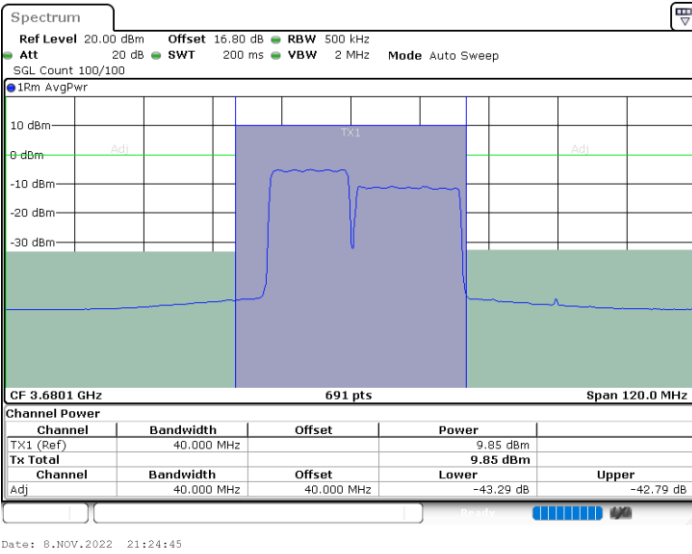 Spectrum
Ref Level 20.00 dBm Offset 16.80 dB RBW 500 kHz
Att 20 dB SWT 200 ms VBW 2 MHz Mode Auto Sweep
SGL Count 100/100
1Rm AvgPwr
10 dBm
TX1
Adj
Adj
0 dBm
-10 dBm
-20 dBm
-30 dBm
CF 3.6801 GHz 691 pts Span 120.0 MHz
Channel Power
Channel Bandwidth Offset Power
TX1 (Ref) 40.000 MHz 9.85 dBm
Tx Total 9.85 dBm
Channel Bandwidth Offset Lower Upper
Adj 40.000 MHz 40.000 MHz -43.29 dB -42.79 dB
Ready
Date: 8.NOV.2022 21:24:45